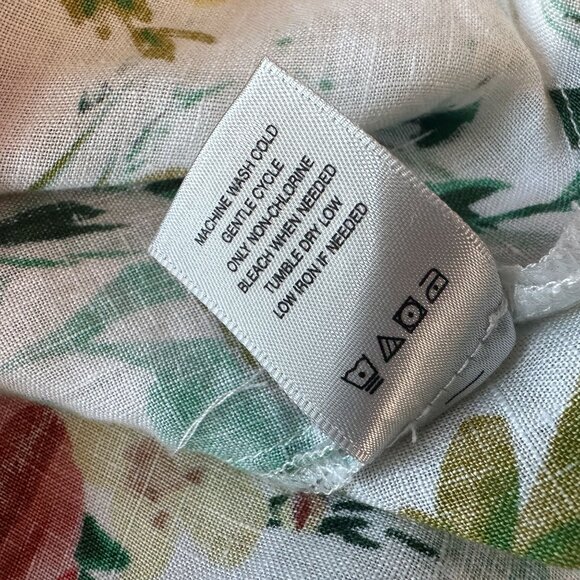 MACHINE WASH COLD
GENTLE CYCLE
ONLY NON-CHLORINE
BLEACH WHEN NEEDED
TUMBLE DRY LOW
LOW IRON IF NEEDED